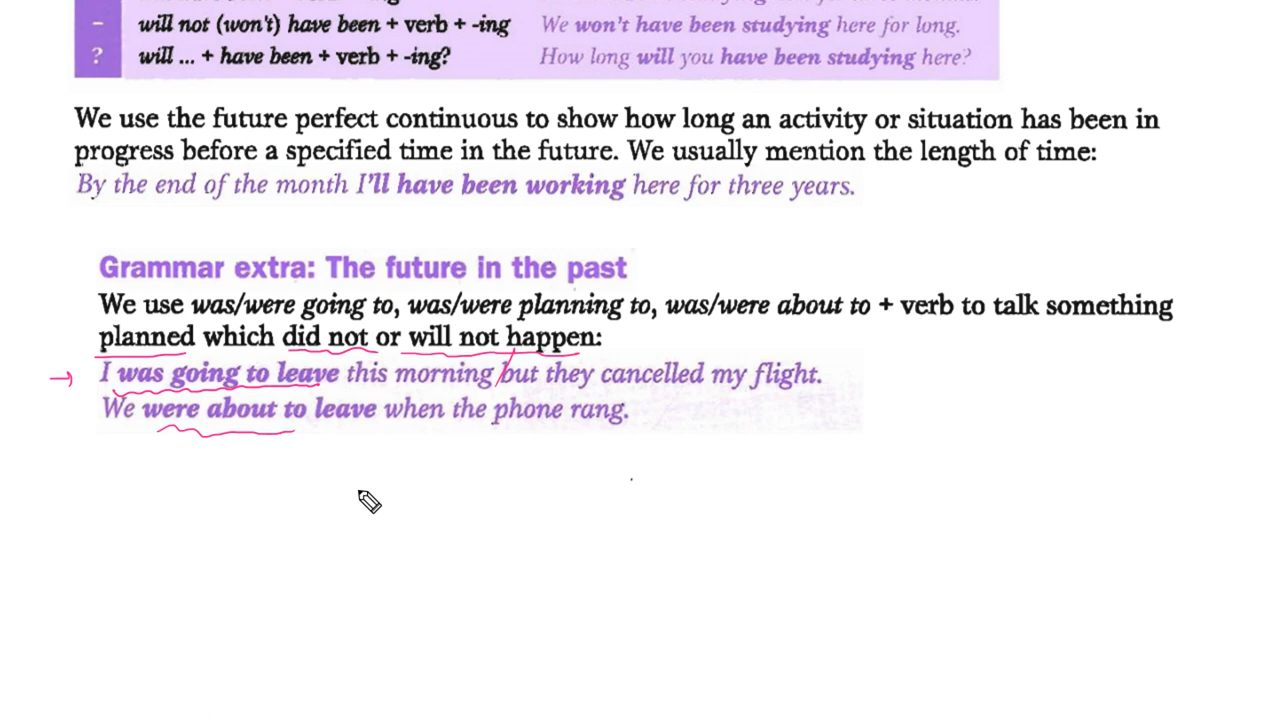 – will not (won't) have been + verb + -ing We won't have been studying here for long.
? will ... + have been + verb + -ing? How long will you have been studying here?
We use the future perfect continuous to show how long an activity or situation has been in
progress before a specified time in the future. We usually mention the length of time:
By the end of the month I'll have been working here for three years.
Grammar extra: The future in the past
We use was/were going to, was/were planning to, was/were about to + verb to talk something
planned which did not or will not happen:
I was going to leave this morning but they cancelled my flight.
We were about to leave when the phone rang.